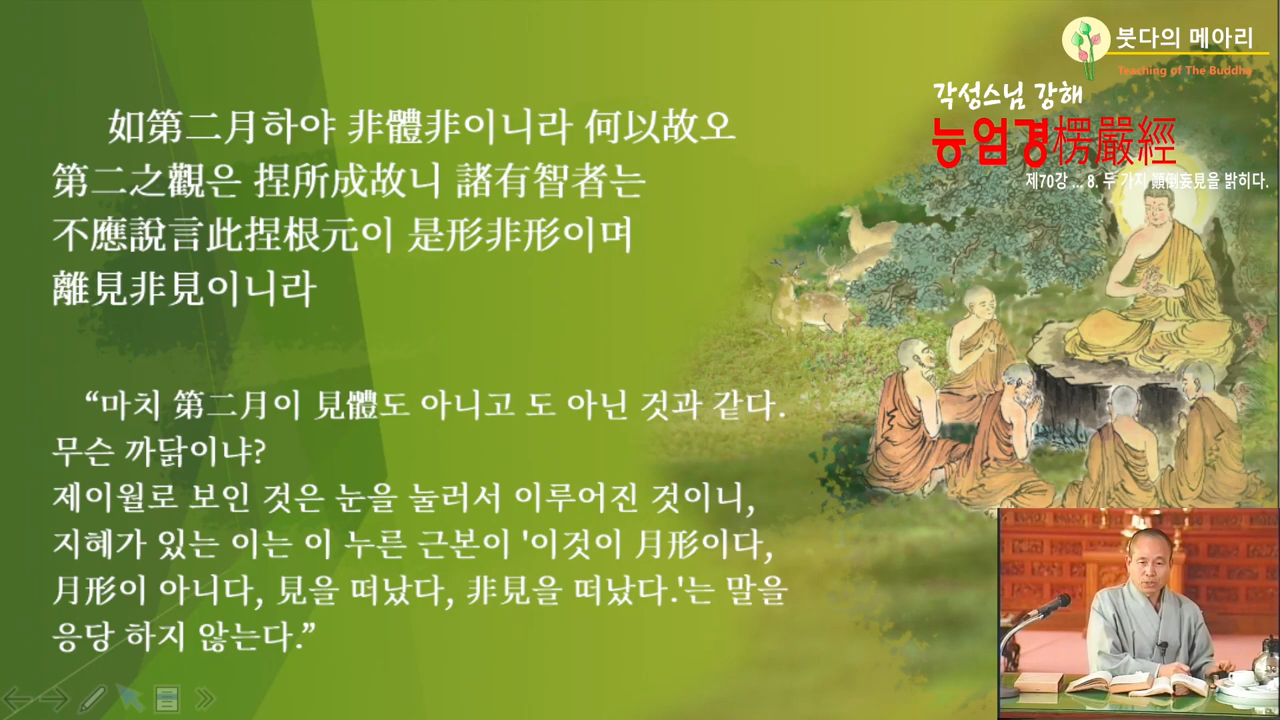 붓다의 메아리
Teaching of The Buddha
각성스님 강해
능엄경楞嚴經
제70강 ... 8. 두 가지 顚倒妄見을 밝히다.
如第二月하야 非體非이니라 何以故오
第二之觀은 捏所成故니 諸有智者는
不應說言此捏根元이 是形非形이며
離見非見이니라
“마치 第二月이 見體도 아니고 도 아닌 것과 같다.
무슨 까닭이냐?
제이월로 보인 것은 눈을 눌러서 이루어진 것이니,
지혜가 있는 이는 이 누른 근본이 '이것이 月形이다,
月形이 아니다, 見을 떠났다, 非見을 떠났다.'는 말을
응당 하지 않는다.”